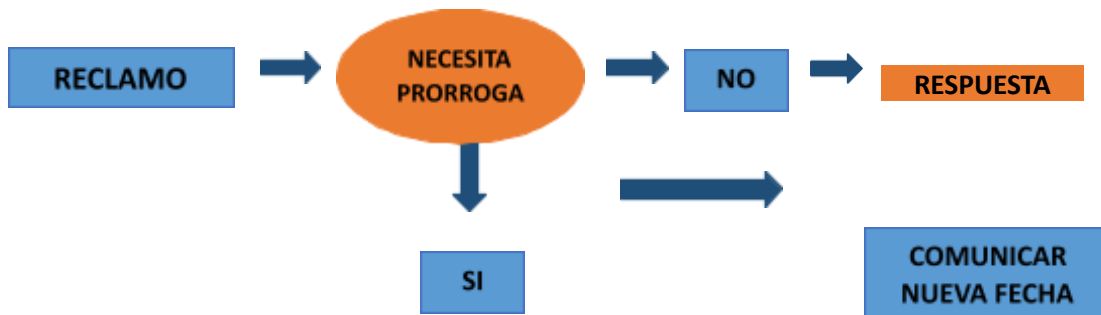 RECLAMO
NECESITA
PRORROGA
NO
RESPUESTA
SI
COMUNICAR
NUEVA FECHA